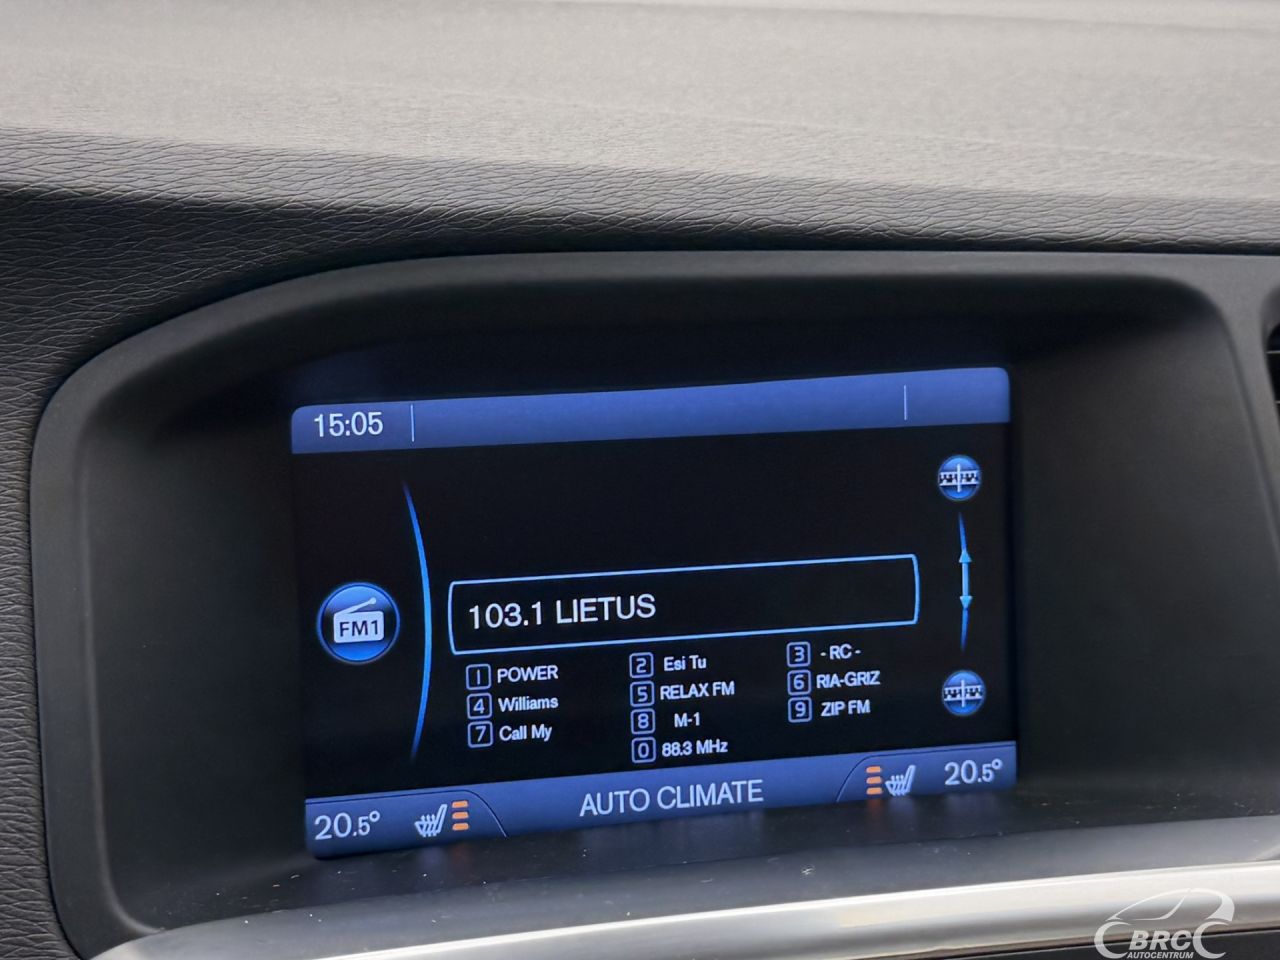 15:05
FM1
103.1 LIETUS
1 POWER 2 Esi Tu 3 - RC -
4 Williams 5 RELAX FM 6 RIA-GRIZ
7 Call My 8 M-1 9 ZIP FM
0 88.3 MHz
20.5° AUTO CLIMATE 20.5°
BRC
AUTOCENTRUM